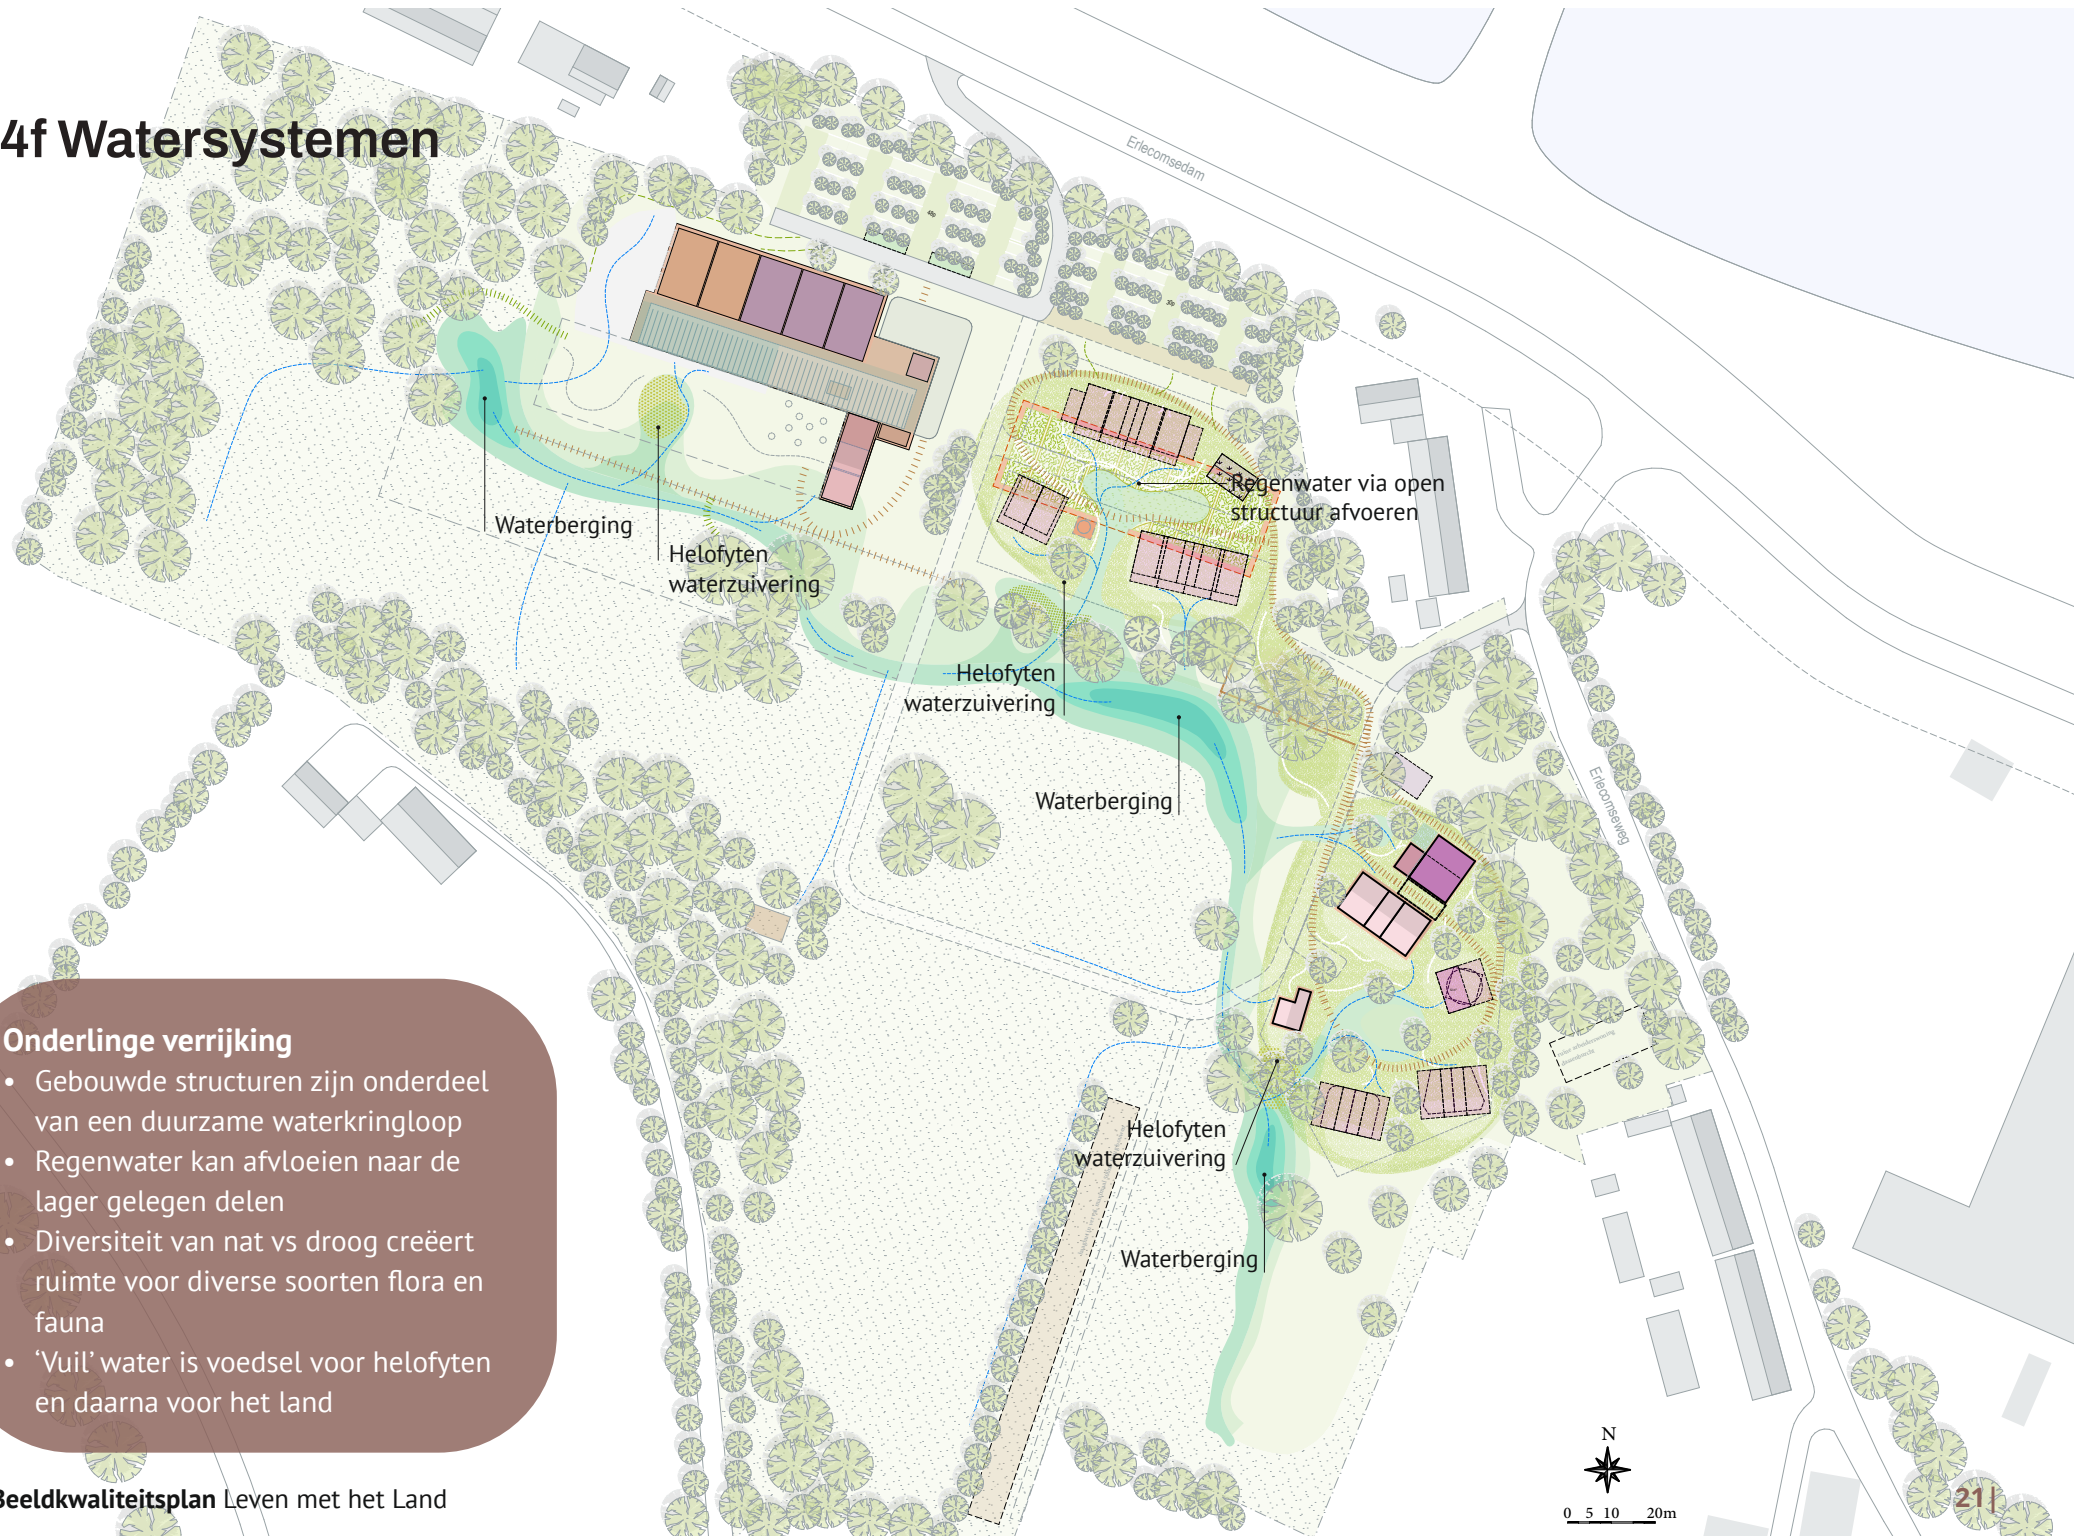 4f Watersystemen
Erlecomsedam
Regenwater via open
structuur afvoeren
Waterberging
Helofyten
waterzuivering
Helofyten
waterzuivering
Waterberging
Erlecomseweg
Helofyten
waterzuivering
Waterberging
Onderlinge verrijking
• Gebouwde structuren zijn onderdeel
van een duurzame waterkringloop
• Regenwater kan afvloeien naar de
lager gelegen delen
• Diversiteit van nat vs droog creëert
ruimte voor diverse soorten flora en
fauna
• ‘Vuil’ water is voedsel voor helofyten
en daarna voor het land
Beeldkwaliteitsplan Leven met het Land
N
0 5 10 20m
21|